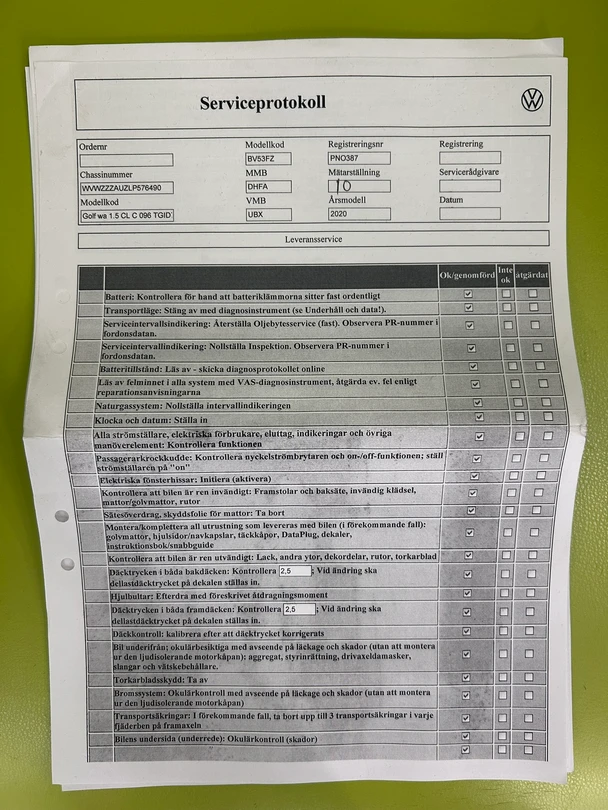 Serviceprotokoll
Ordernr
Modellkod
BV53FZ
Registreringsnr
PNO387
Registrering
Chassinummer
WVWZZZAUZLP576490
MMB
DHFA
Mätarställning
10
Servicerådgivare
Modellkod
Golf wa 1.5 CL C 096 TGID7
VMB
UBX
Årsmodell
2020
Datum
Leveransservice
Ok/genomförd
Inte
ok
åtgärdat
Batteri: Kontrollera för hand att batteriklämmorna sitter fast ordentligt
Transportläge: Stäng av med diagnosinstrument (se Underhåll och data!).
Serviceintervallsindikering: Återställa Oljebytesservice (fast). Observera PR-nummer i
fordonsdatan.
Serviceintervallindikering: Nollställa Inspektion. Observera PR-nummer i
fordonsdatan.
Batteritillstånd: Läs av - skicka diagnosprotokollet online
Läs av felminnet i alla system med VAS-diagnosinstrument, åtgärda ev. fel enligt
reparationsanvisningarna
Naturgassystem: Nollställa intervallindikeringen
Klocka och datum: Ställa in
Alla strömställare, elektriska förbrukare, eluttag, indikeringar och övriga
manöverelement: Kontrollera funktionen
Passagerarkrockkudde: Kontrollera nyckelströmbrytaren och on-/off-funktionen; ställ
strömställaren på "on"
Elektriska fönsterhissar: Initiera (aktivera)
Kontrollera att bilen är ren invändigt: Framstolar och baksäte, invändig klädsel,
mattor/golvmattor, rutor
Sätesöverdrag, skyddsfolie för mattor: Ta bort
Montera/komplettera all utrustning som levereras med bilen (i förekommande fall):
golvmattor, hjulsidor/navkapslar, täckkåpor, DataPlug, dekaler,
instruktionsbok/snabbguide
Kontrollera att bilen är ren utvändigt: Lack, andra ytor, dekordelar, rutor, torkarblad
Däcktrycken i båda bakdäcken: Kontrollera 2,5 ; Vid ändring ska
dellastdäcktrycket på dekalen ställas in.
Hjulbultar: Efterdra med föreskrivet åtdragningsmoment
Däcktrycken i båda framdäcken: Kontrollera 2,5 ; Vid ändring ska
dellastdäcktrycket på dekalen ställas in.
Däckkontroll: kalibrera efter att däcktrycket korrigerats
Bil underifrån; okulärbesiktiga med avseende på läckage och skador (utan att montera
ur den ljudisolerande motorkåpan): aggregat, styrinrättning, drivaxeldamasker,
slangar och vätskebehållare.
Torkarbladsskydd: Ta av
Bromssystem: Okulärkontroll med avseende på läckage och skador (utan att montera
ur den ljudisolerande motorkåpan)
Transportsäkringar: I förekommande fall, ta bort upp till 3 transportsäkringar i varje
fjäderben på framaxeln
Bilens undersida (underrede): Okulärkontroll (skador)